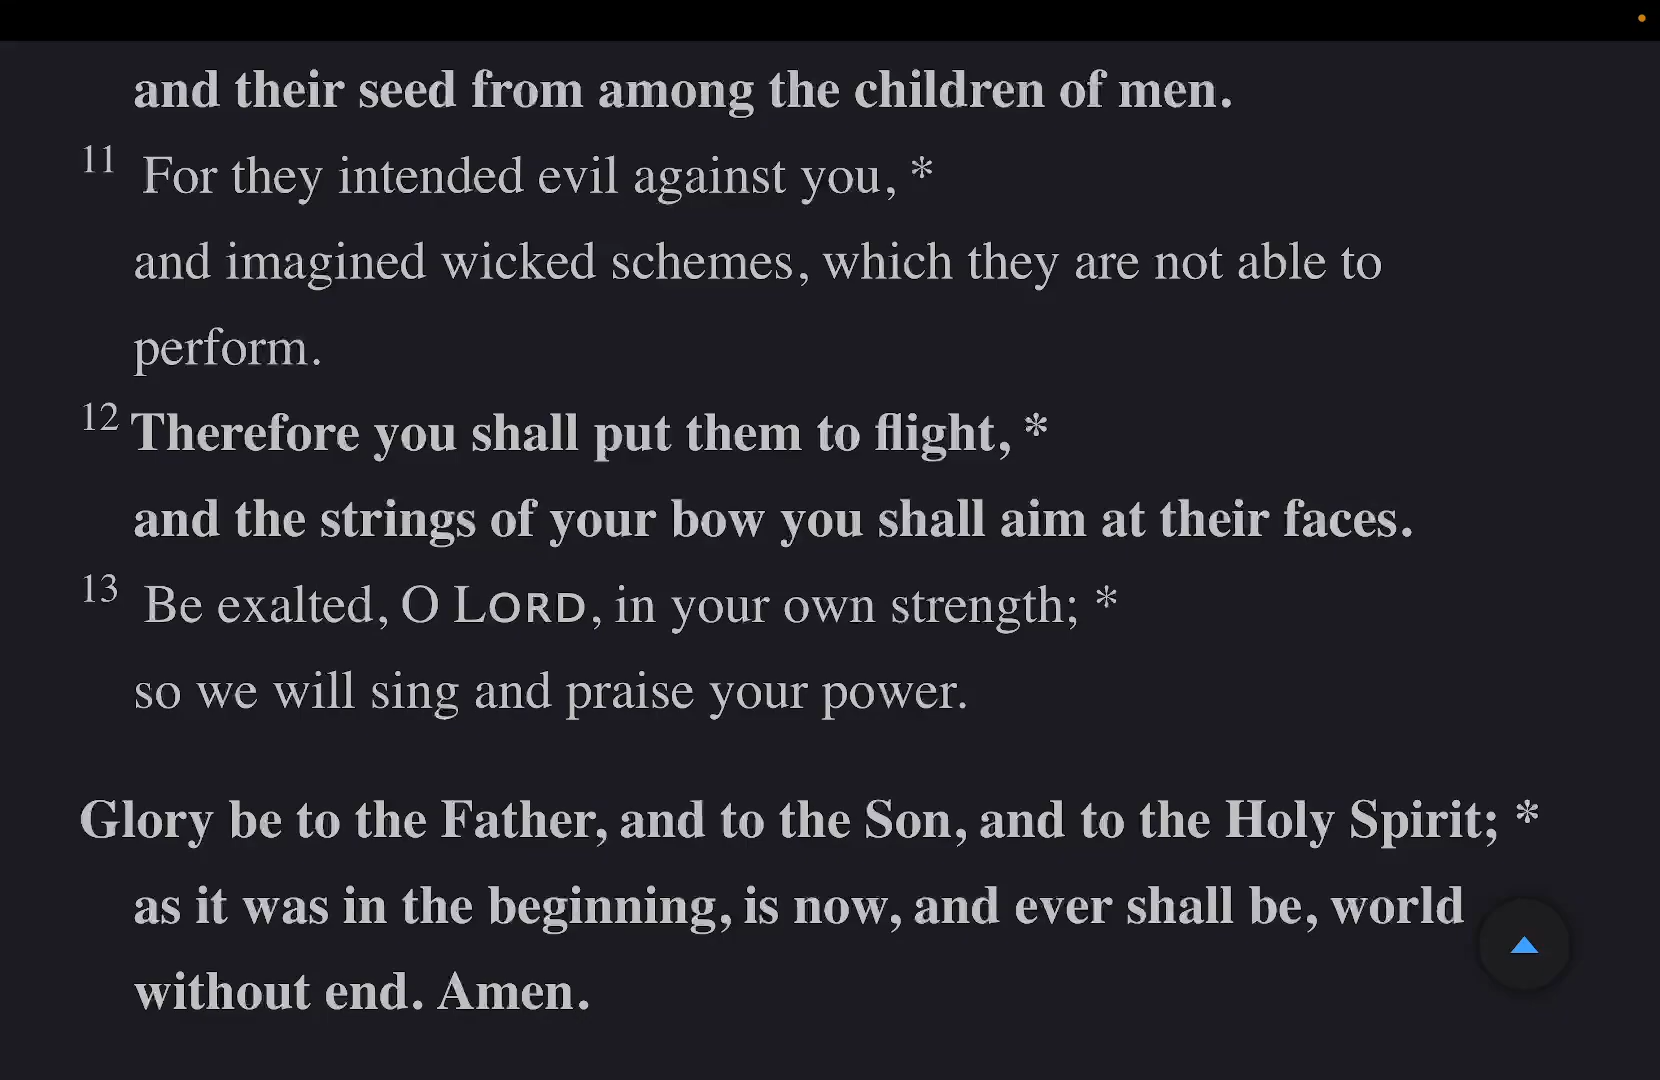 and their seed from among the children of men.
11 For they intended evil against you, *
and imagined wicked schemes, which they are not able to
perform.
12 Therefore you shall put them to flight, *
and the strings of your bow you shall aim at their faces.
13 Be exalted, O LORD, in your own strength; *
so we will sing and praise your power.
Glory be to the Father, and to the Son, and to the Holy Spirit; *
as it was in the beginning, is now, and ever shall be, world
without end. Amen.